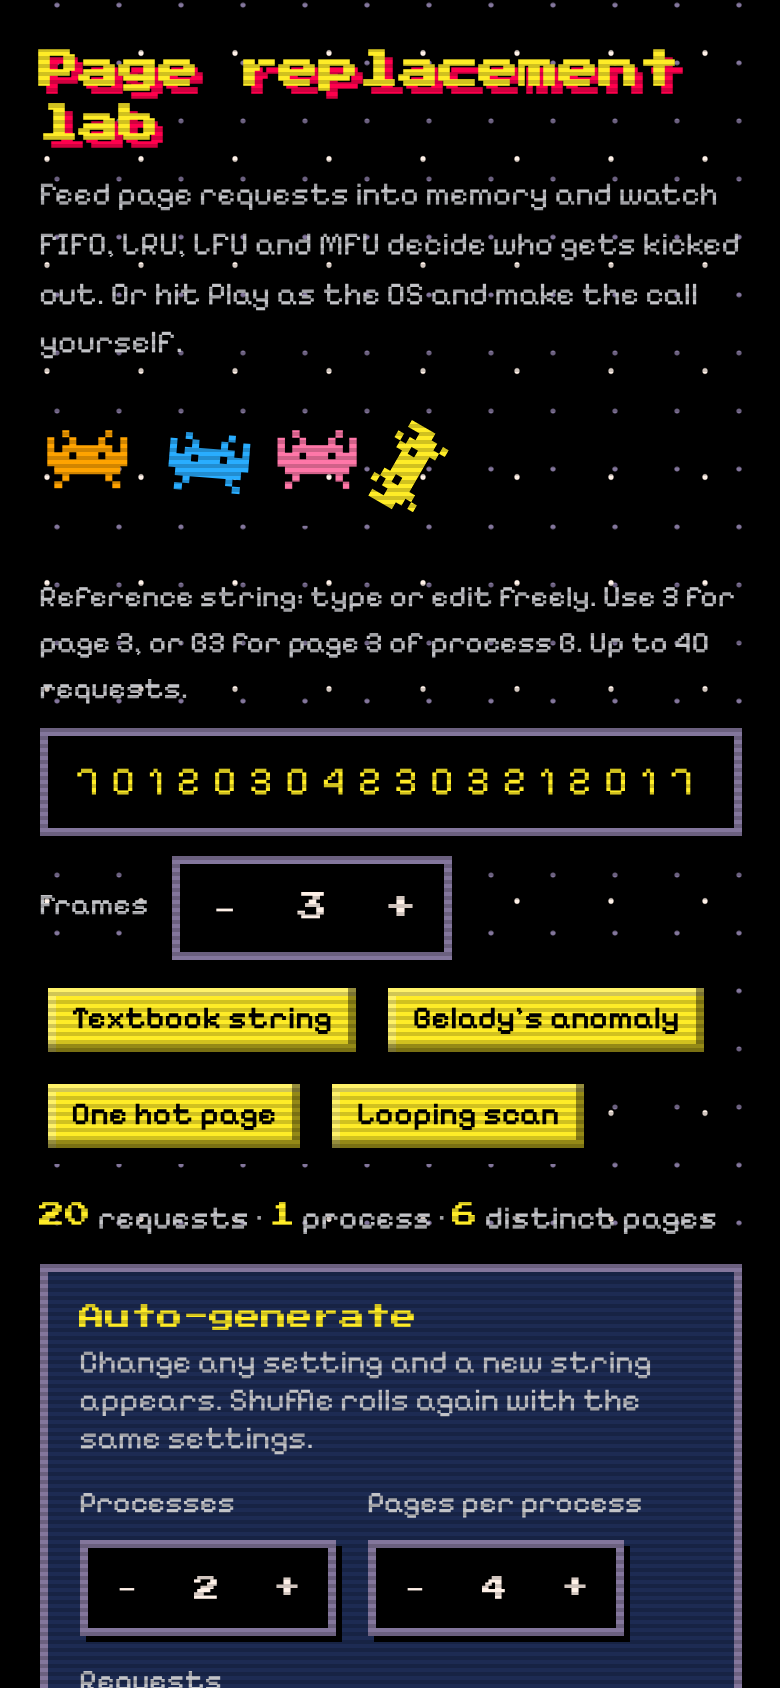 Page replacement
lab
Feed page requests into memory and watch
FIFO, LRU, LFU and MFU decide who gets kicked
out. Or hit Play as the OS and make the call
yourself.
Reference string: type or edit freely. Use 3 for
page 3, or B3 for page 3 of process B. Up to 40
requests.
7 0 1 2 0 3 0 4 2 3 0 3 2 1 2 0 1 7
Frames - 3 +
Textbook string Belady's anomaly
One hot page Looping scan
20 requests · 1 process · 6 distinct pages
Auto-generate
Change any setting and a new string
appears. Shuffle rolls again with the
same settings.
Processes Pages per process
- 2 + - 4 +
Requests